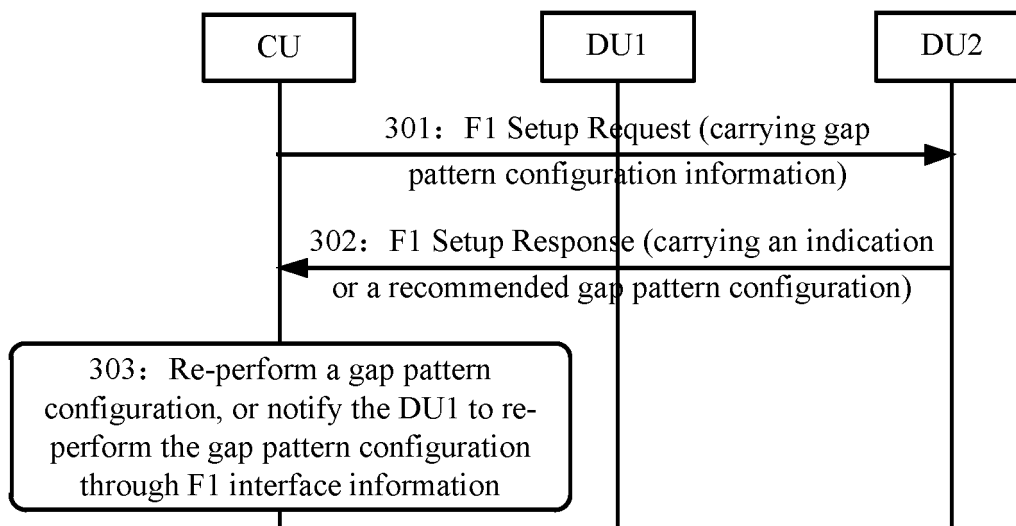 CU
DU1
DU2
301：F1 Setup Request (carrying gap
pattern configuration information)
302：F1 Setup Response (carrying an indication
or a recommended gap pattern configuration)
303：Re-perform a gap pattern
configuration, or notify the DU1 to re-
perform the gap pattern configuration
through F1 interface information